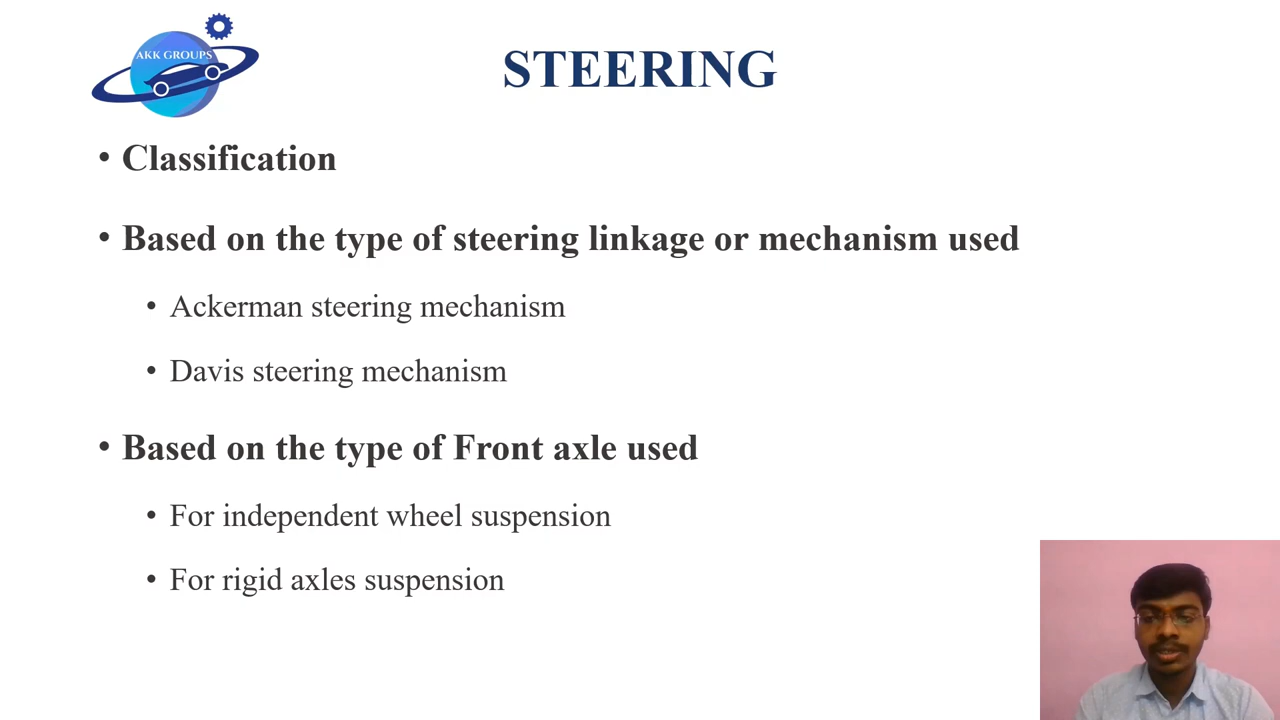 AKK GROUPS
STEERING
• Classification
• Based on the type of steering linkage or mechanism used
• Ackerman steering mechanism
• Davis steering mechanism
• Based on the type of Front axle used
• For independent wheel suspension
• For rigid axles suspension